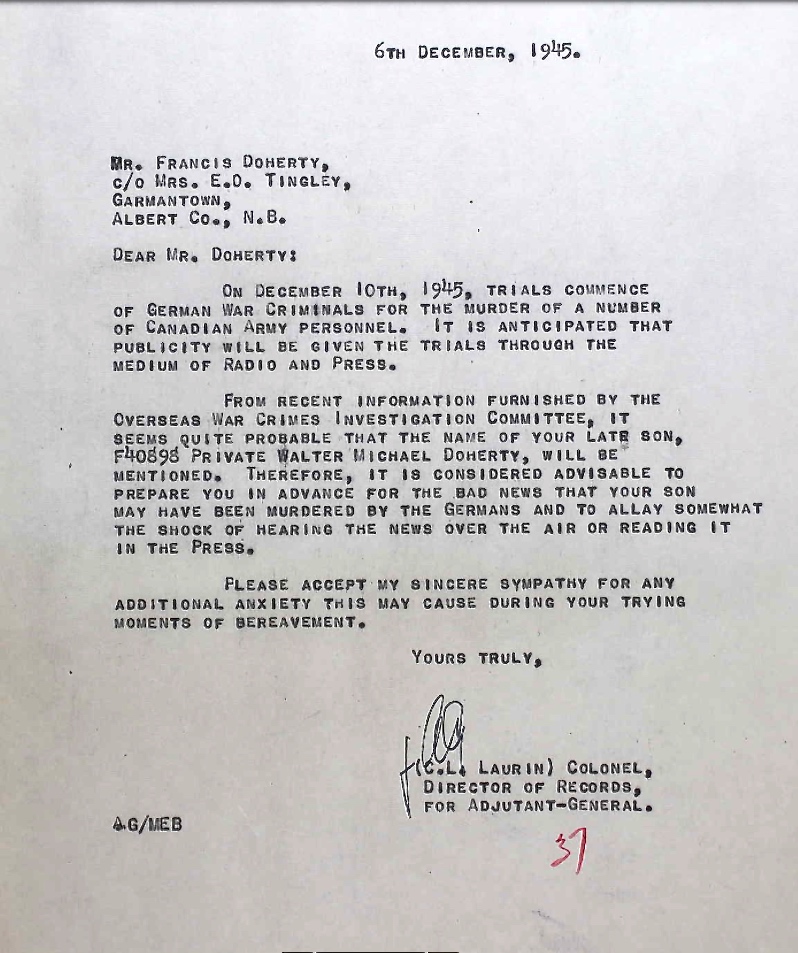 6TH DECEMBER, 1945.
MR. FRANCIS DOHERTY,
C/O MRS. E.O. TINGLEY,
GARMANTOWN,
ALBERT CO., N.B.
DEAR MR. DOHERTY:
ON DECEMBER 10TH, 1945, TRIALS COMMENCE
OF GERMAN WAR CRIMINALS FOR THE MURDER OF A NUMBER
OF CANADIAN ARMY PERSONNEL. IT IS ANTICIPATED THAT
PUBLICITY WILL BE GIVEN THE TRIALS THROUGH THE
MEDIUM OF RADIO AND PRESS.
FROM RECENT INFORMATION FURNISHED BY THE
OVERSEAS WAR CRIMES INVESTIGATION COMMITTEE, IT
SEEMS QUITE PROBABLE THAT THE NAME OF YOUR LATE SON,
F40898 PRIVATE WALTER MICHAEL DOHERTY, WILL BE
MENTIONED. THEREFORE, IT IS CONSIDERED ADVISABLE TO
PREPARE YOU IN ADVANCE FOR THE BAD NEWS THAT YOUR SON
MAY HAVE BEEN MURDERED BY THE GERMANS AND TO ALLAY SOMEWHAT
THE SHOCK OF HEARING THE NEWS OVER THE AIR OR READING IT
IN THE PRESS.
PLEASE ACCEPT MY SINCERE SYMPATHY FOR ANY
ADDITIONAL ANXIETY THIS MAY CAUSE DURING YOUR TRYING
MOMENTS OF BEREAVEMENT.
YOURS TRULY,
(C.L. LAURIN) COLONEL,
DIRECTOR OF RECORDS,
FOR ADJUTANT-GENERAL.
AG/MEB
37